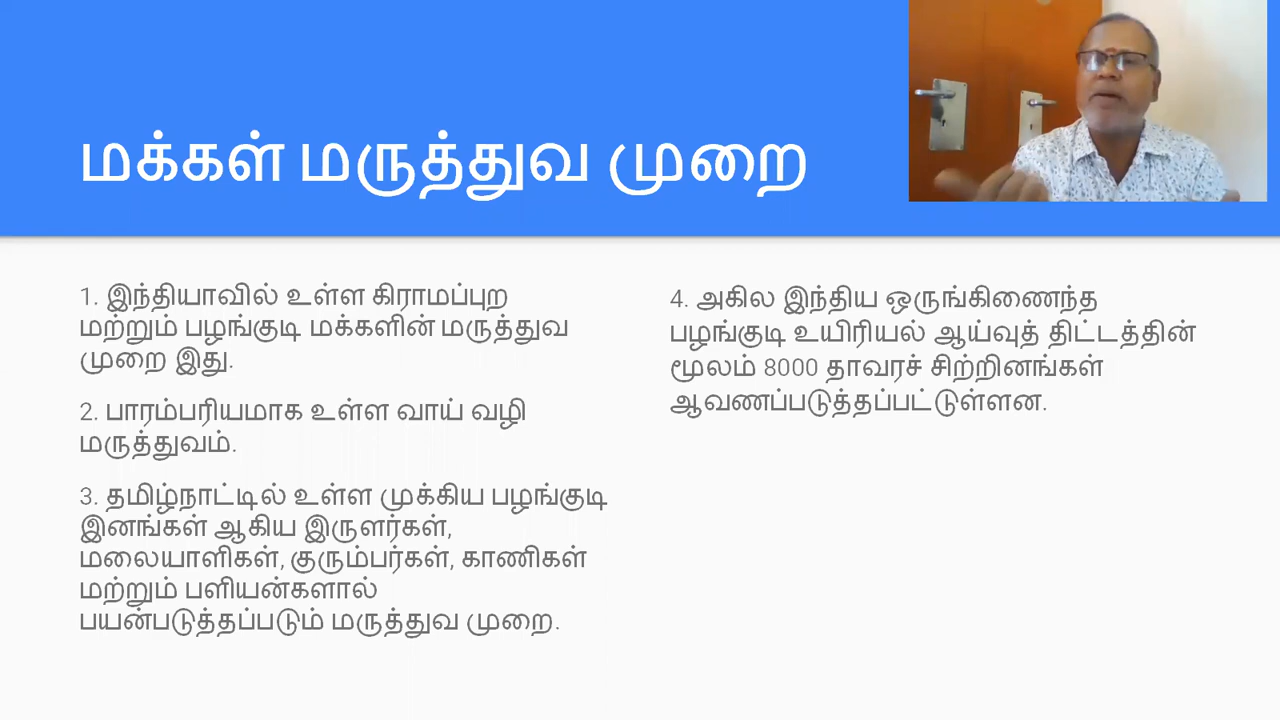 மக்கள் மருத்துவ முறை
1. இந்தியாவில் உள்ள கிராமப்புற
மற்றும் பழங்குடி மக்களின் மருத்துவ
முறை இது.
2. பாரம்பரியமாக உள்ள வாய் வழி
மருத்துவம்.
3. தமிழ்நாட்டில் உள்ள முக்கிய பழங்குடி
இனங்கள் ஆகிய இருளர்கள்,
மலையாளிகள், குரும்பர்கள், காணிகள்
மற்றும் பளியன்களால்
பயன்படுத்தப்படும் மருத்துவ முறை.
4. அகில இந்திய ஒருங்கிணைந்த
பழங்குடி உயிரியல் ஆய்வுத் திட்டத்தின்
மூலம் 8000 தாவரச் சிற்றினங்கள்
ஆவணப்படுத்தப்பட்டுள்ளன.